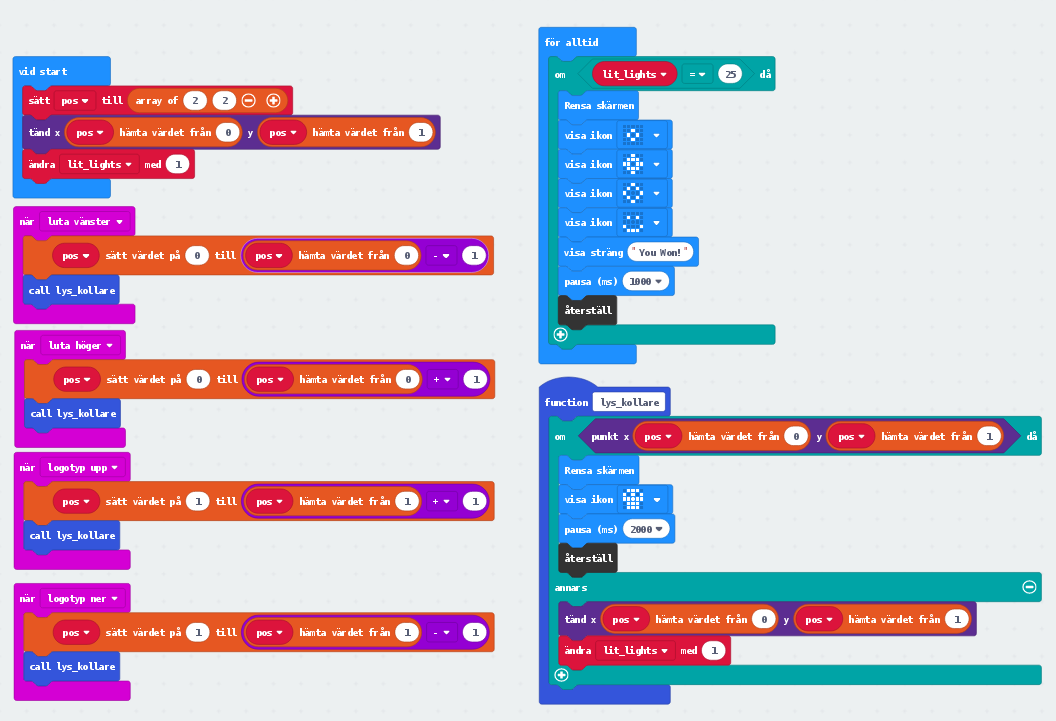 vid start
sätt pos till array of 2 2
tänd x pos hämta värdet från 0 y pos hämta värdet från 1
ändra lit_lights med 1
när luta vänster
pos sätt värdet på 0 till pos hämta värdet från 0 - 1
call lys_kollare
när luta höger
pos sätt värdet på 0 till pos hämta värdet från 0 + 1
call lys_kollare
när logotyp upp
pos sätt värdet på 1 till pos hämta värdet från 1 + 1
call lys_kollare
när logotyp ner
pos sätt värdet på 1 till pos hämta värdet från 1 - 1
call lys_kollare
för alltid
om lit_lights = 25 då
Rensa skärmen
visa ikon
visa ikon
visa ikon
visa ikon
visa sträng "You Won!"
pausa (ms) 1000
återställ
function lys_kollare
om punkt x pos hämta värdet från 0 y pos hämta värdet från 1 då
Rensa skärmen
visa ikon
pausa (ms) 2000
återställ
annars
tänd x pos hämta värdet från 0 y pos hämta värdet från 1
ändra lit_lights med 1